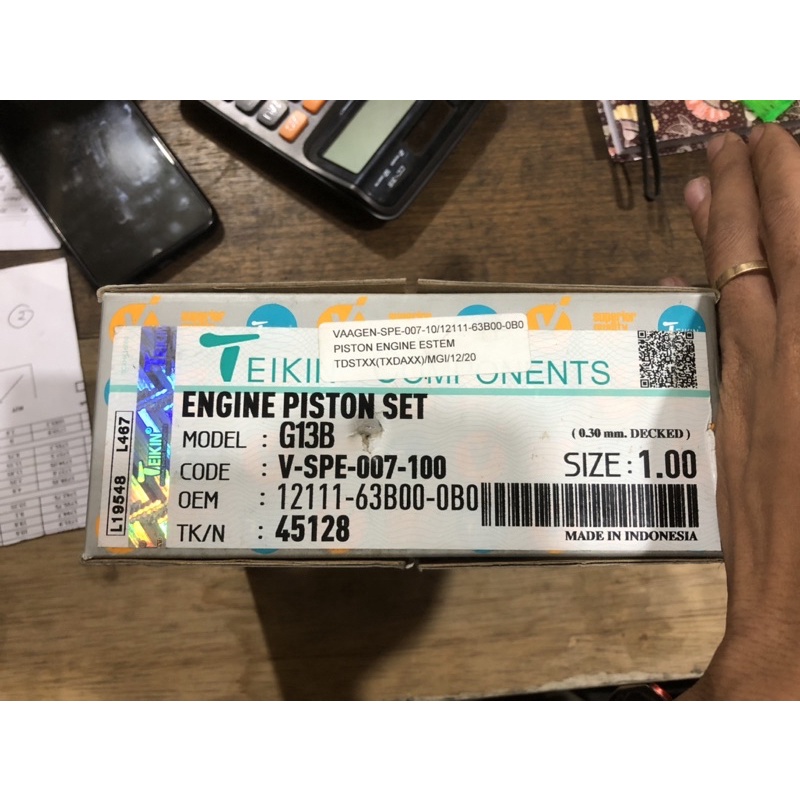 VAAGEN-SPE-007-10/12111-63B00-0B0
PISTON ENGINE ESTEM
TDSTXX(TXDAXX)/MGI/12/20
TEIKIN COMPONENTS
ENGINE PISTON SET
MODEL : G13B
(0.30 mm. DECKED)
CODE : V-SPE-007-100
SIZE : 1.00
OEM : 12111-63B00-0B0
TK/N : 45128
MADE IN INDONESIA
L19548 L467
TEIKIN®
2